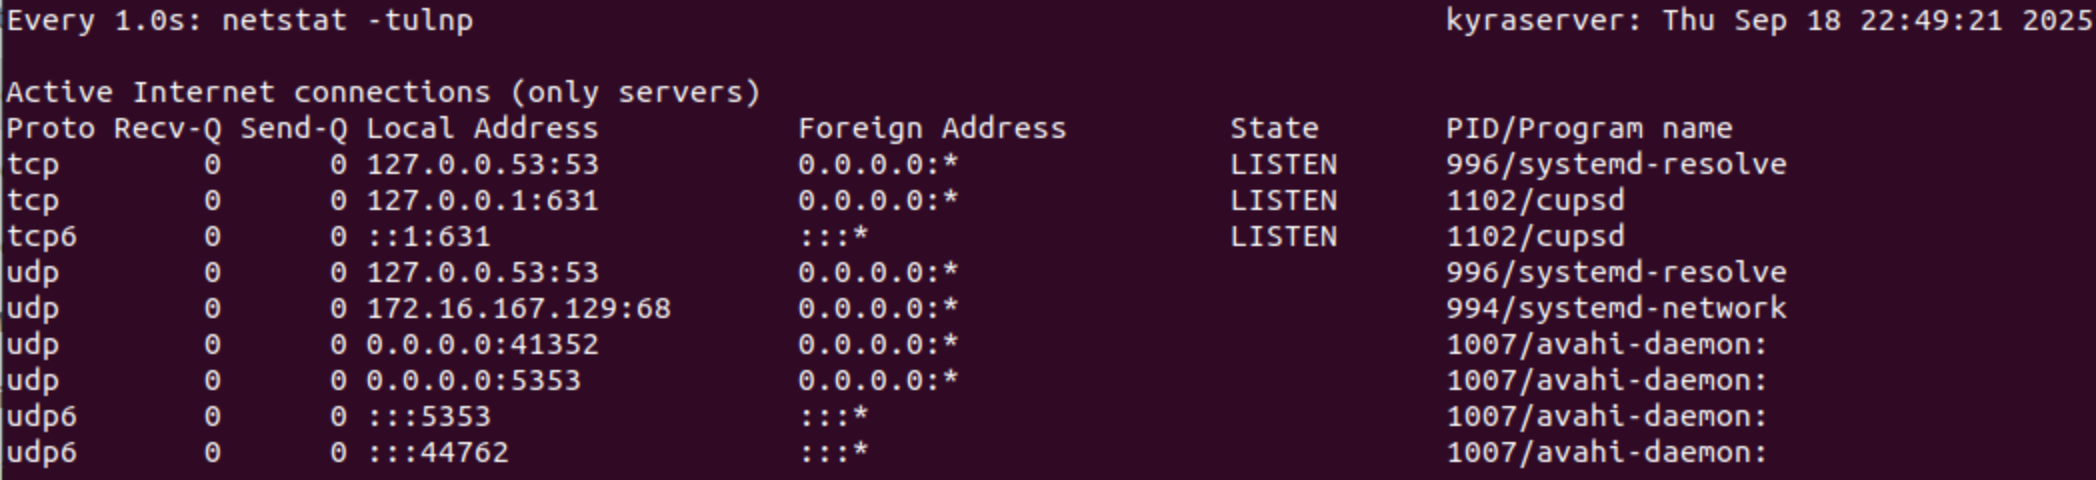 Every 1.0s: netstat -tulnp kyraserver: Thu Sep 18 22:49:21 2025
Active Internet connections (only servers)
Proto Recv-Q Send-Q Local Address Foreign Address State PID/Program name
tcp 0 0 127.0.0.53:53 0.0.0.0:* LISTEN 996/systemd-resolve
tcp 0 0 127.0.0.1:631 0.0.0.0:* LISTEN 1102/cupsd
tcp6 0 0 ::1:631 :::* LISTEN 1102/cupsd
udp 0 0 127.0.0.53:53 0.0.0.0:* 996/systemd-resolve
udp 0 0 172.16.167.129:68 0.0.0.0:* 994/systemd-network
udp 0 0 0.0.0.0:41352 0.0.0.0:* 1007/avahi-daemon:
udp 0 0 0.0.0.0:5353 0.0.0.0:* 1007/avahi-daemon:
udp6 0 0 :::5353 :::* 1007/avahi-daemon:
udp6 0 0 :::44762 :::* 1007/avahi-daemon: